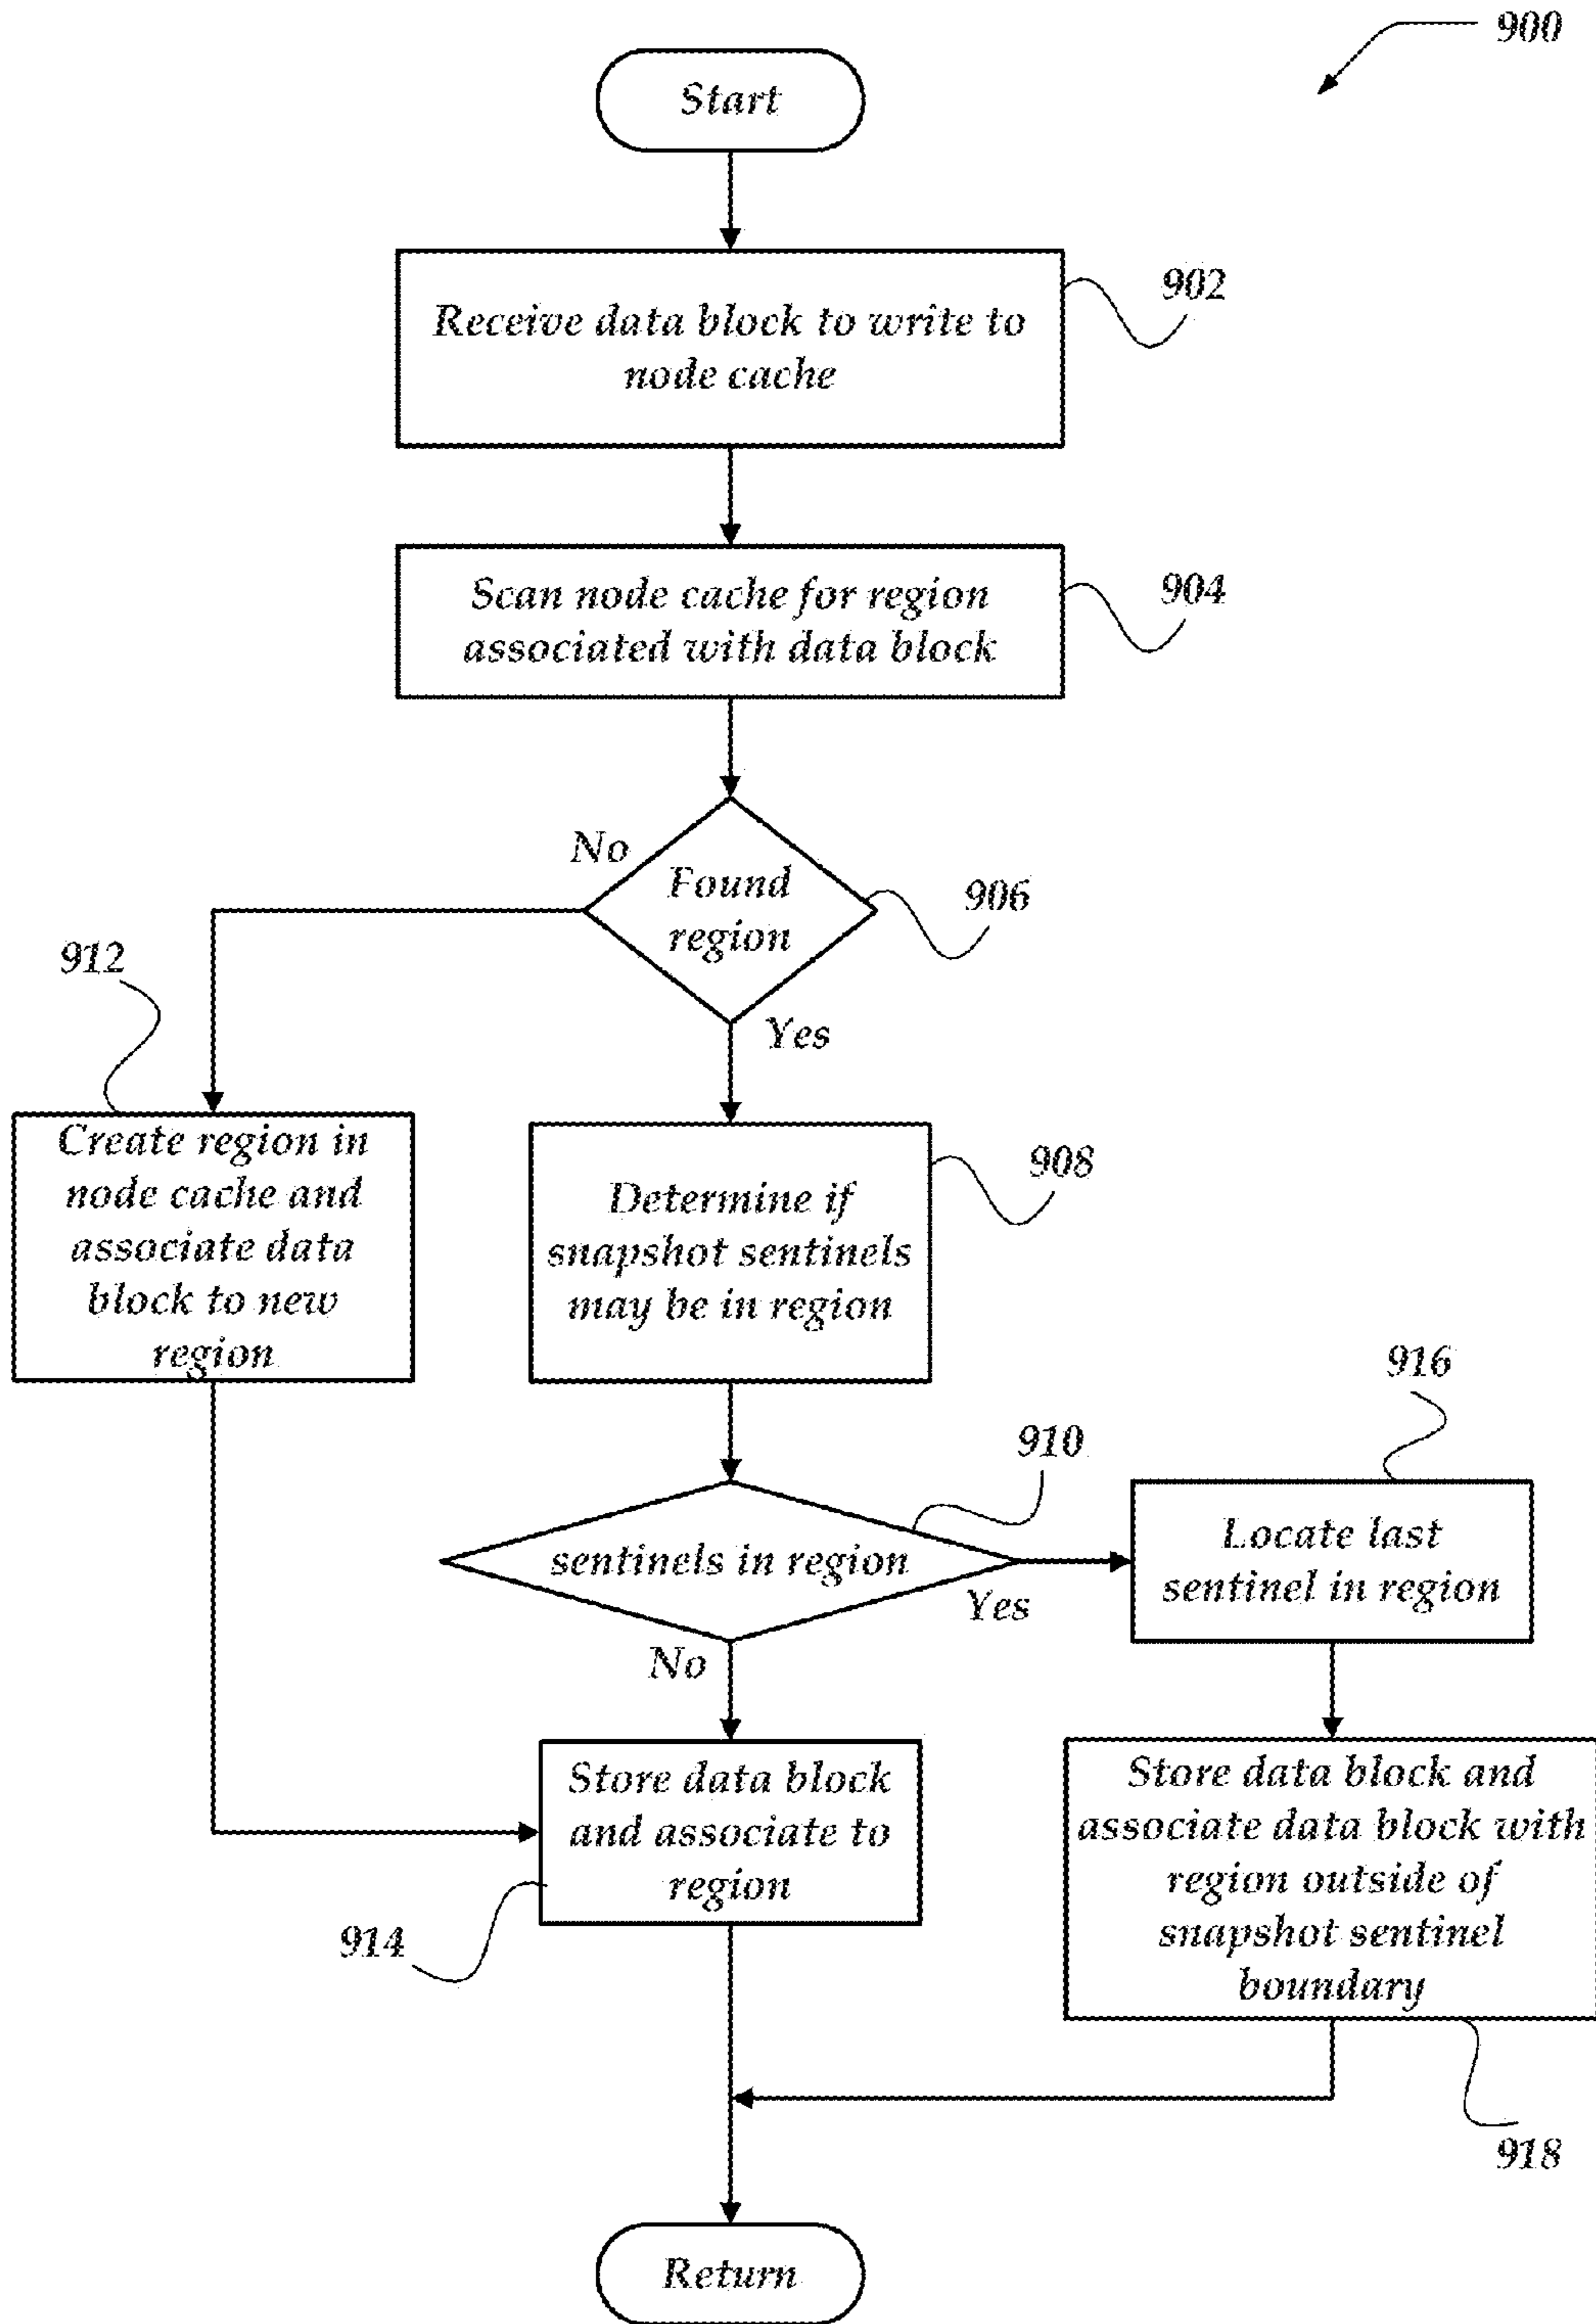 900
Start
Receive data block to write to
node cache
902
Scan node cache for region
associated with data block
904
No
Found
region
906
Yes
912
Create region in
node cache and
associate data
block to new
region
Determine if
snapshot sentinels
may be in region
908
910
916
sentinels in region
Yes
Locate last
sentinel in region
No
Store data block
and associate to
region
914
Store data block and
associate data block with
region outside of
snapshot sentinel
boundary
918
Return